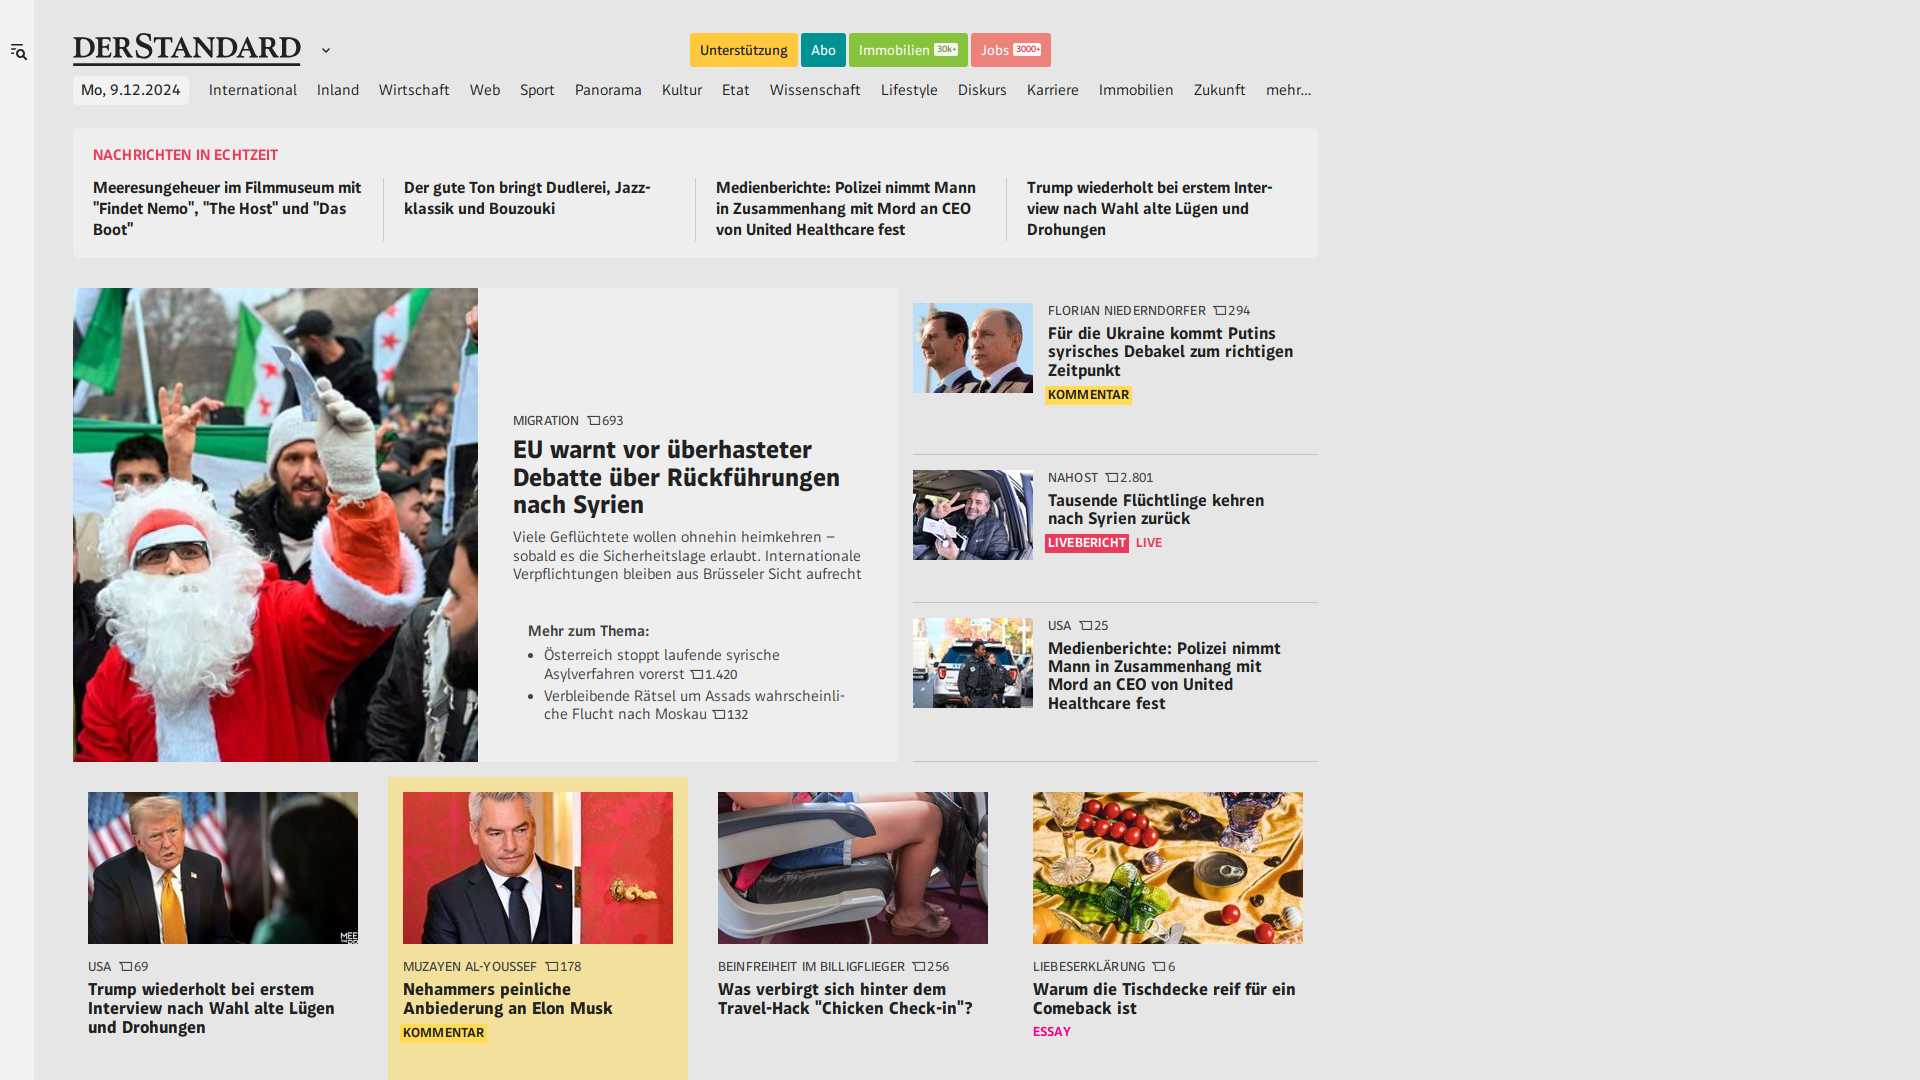 DERSTANDARD
Unterstützung
Abo
Immobilien 30k+
Jobs 3000+
Mo, 9.12.2024
International
Inland
Wirtschaft
Web
Sport
Panorama
Kultur
Etat
Wissenschaft
Lifestyle
Diskurs
Karriere
Immobilien
Zukunft
mehr...
NACHRICHTEN IN ECHTZEIT
Meeresungeheuer im Filmmuseum mit
"Findet Nemo", "The Host" und "Das
Boot"
Der gute Ton bringt Dudlerei, Jazz-
klassik und Bouzouki
Medienberichte: Polizei nimmt Mann
in Zusammenhang mit Mord an CEO
von United Healthcare fest
Trump wiederholt bei erstem Inter-
view nach Wahl alte Lügen und
Drohungen
MIGRATION 693
EU warnt vor überhasteter
Debatte über Rückführungen
nach Syrien
Viele Geflüchtete wollen ohnehin heimkehren –
sobald es die Sicherheitslage erlaubt. Internationale
Verpflichtungen bleiben aus Brüsseler Sicht aufrecht
Mehr zum Thema:
• Österreich stoppt laufende syrische
Asylverfahren vorerst 1.420
• Verbleibende Rätsel um Assads wahrscheinli-
che Flucht nach Moskau 132
FLORIAN NIEDERNDORFER 294
Für die Ukraine kommt Putins
syrisches Debakel zum richtigen
Zeitpunkt
KOMMENTAR
NAHOST 2.801
Tausende Flüchtlinge kehren
nach Syrien zurück
LIVEBERICHT LIVE
USA 25
Medienberichte: Polizei nimmt
Mann in Zusammenhang mit
Mord an CEO von United
Healthcare fest
USA 69
Trump wiederholt bei erstem
Interview nach Wahl alte Lügen
und Drohungen
MUZAYEN AL-YOUSSEF 178
Nehammers peinliche
Anbiederung an Elon Musk
KOMMENTAR
BEINFREIHEIT IM BILLIGFLIEGER 256
Was verbirgt sich hinter dem
Travel-Hack "Chicken Check-in"?
LIEBESERKLÄRUNG 6
Warum die Tischdecke reif für ein
Comeback ist
ESSAY